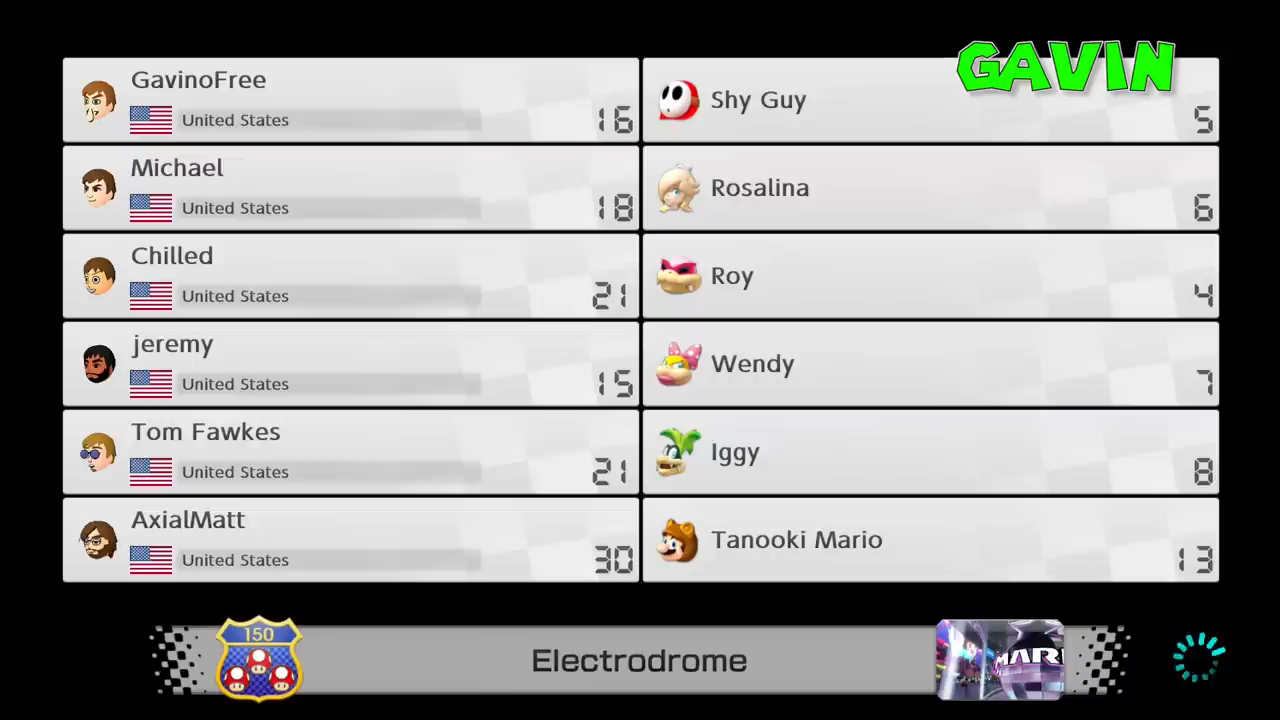 GAVIN
GavinoFree
United States
16
Michael
United States
18
Chilled
United States
21
jeremy
United States
15
Tom Fawkes
United States
21
AxialMatt
United States
30
Shy Guy
5
Rosalina
6
Roy
4
Wendy
7
Iggy
8
Tanooki Mario
13
150
Electrodrome
MARI